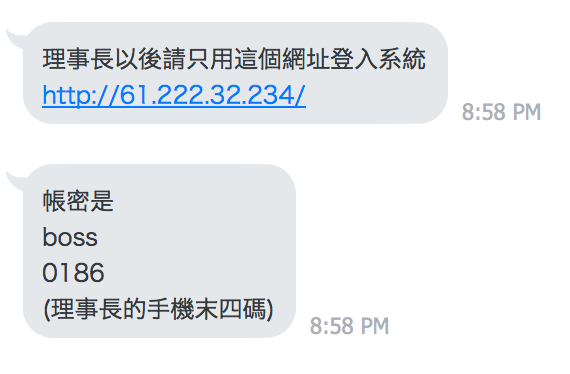 理事長以後請只用這個網址登入系統
http://61.222.32.234/
8:58 PM
帳密是
boss
0186
(理事長的手機末四碼)
8:58 PM